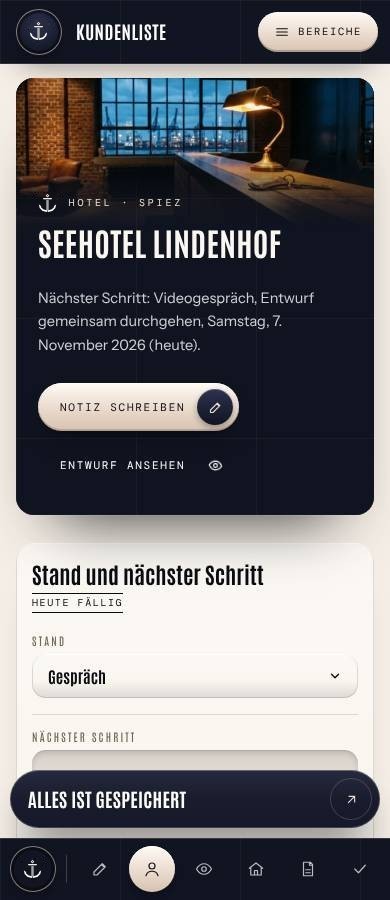 KUNDENLISTE
BEREICHE
HOTEL · SPIEZ
SEEHOTEL LINDENHOF
Nächster Schritt: Videogespräch, Entwurf
gemeinsam durchgehen, Samstag, 7.
November 2026 (heute).
NOTIZ SCHREIBEN
ENTWURF ANSEHEN
Stand und nächster Schritt
HEUTE FÄLLIG
STAND
Gespräch
NÄCHSTER SCHRITT
ALLES IST GESPEICHERT